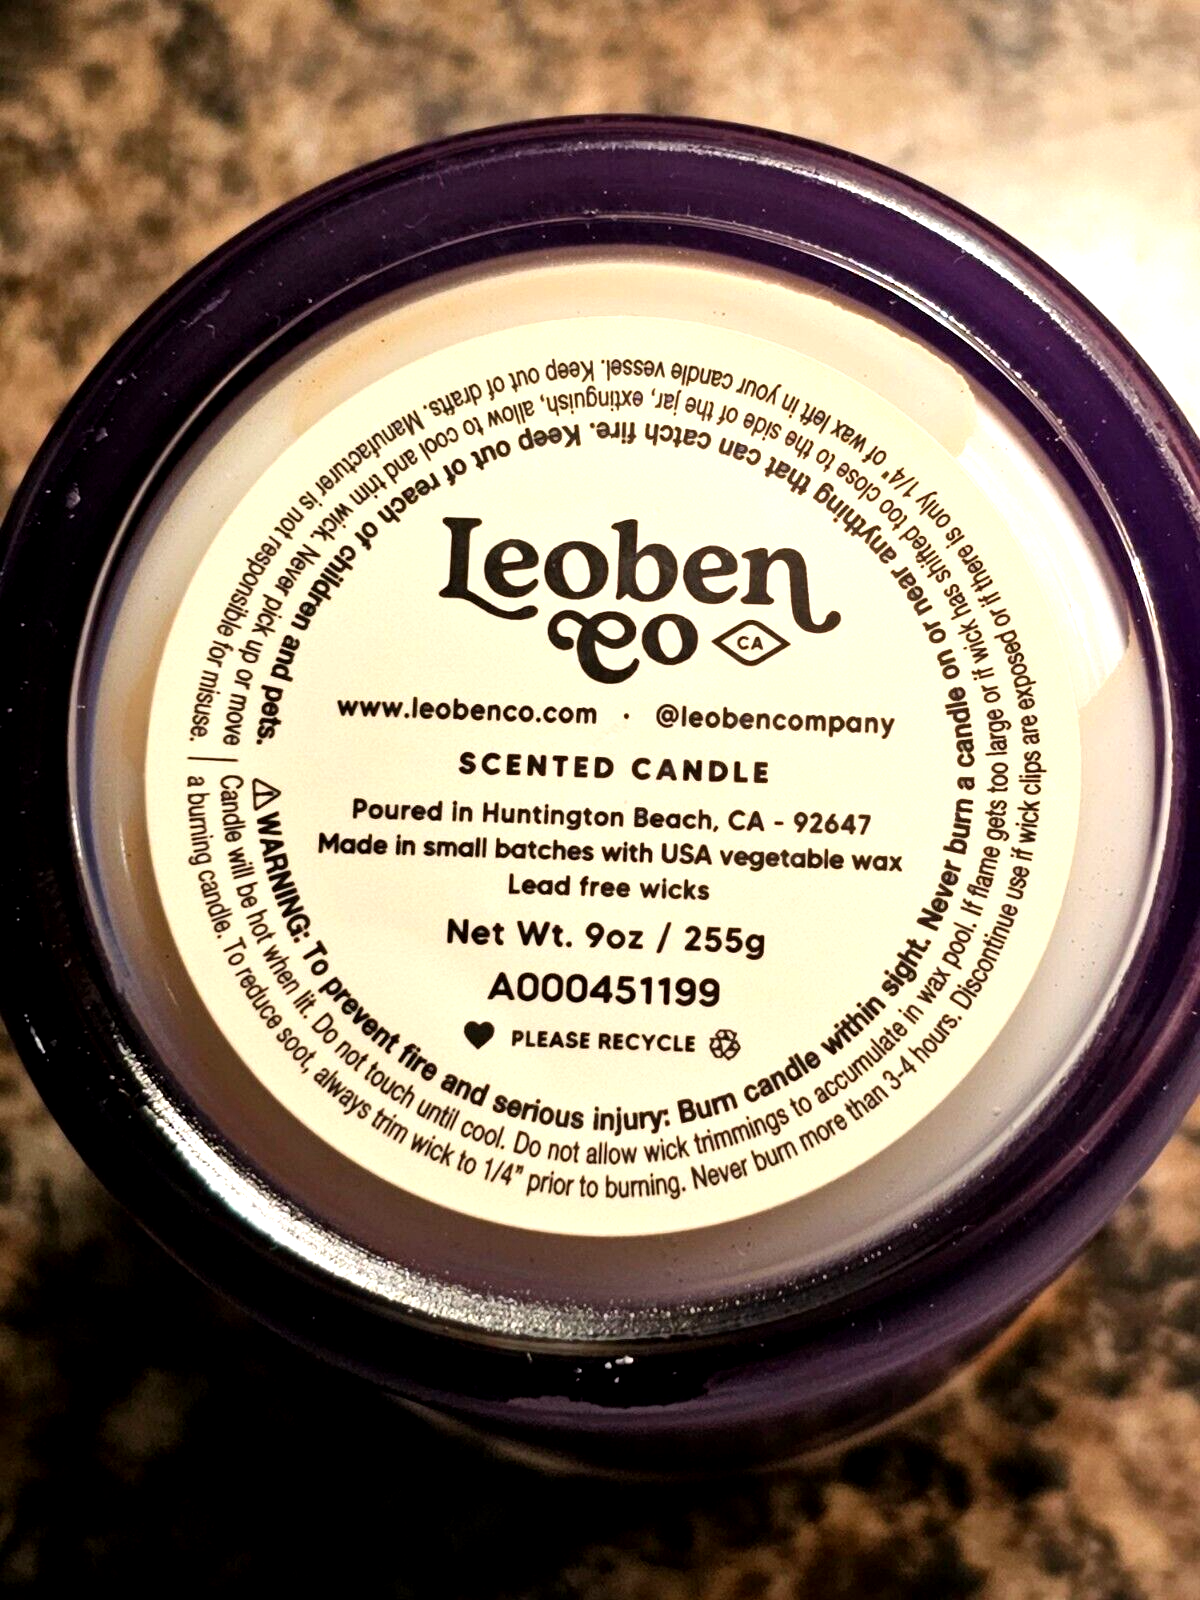 Leoben
Co CA
www.leobenco.com · @leobencompany
SCENTED CANDLE
Poured in Huntington Beach, CA - 92647
Made in small batches with USA vegetable wax
Lead free wicks
Net Wt. 9oz / 255g
A000451199
PLEASE RECYCLE
⚠ WARNING: To prevent fire and serious injury: Burn candle within sight. Never burn a candle on or near anything that can catch fire. Keep out of reach of children and pets.
Candle will be hot when lit. Do not touch until cool. Do not allow wick trimmings to accumulate in wax pool. If flame gets too large or if wick has shifted too close to the side of the jar, extinguish, allow to cool and trim wick. Never pick up or move |
a burning candle. To reduce soot, always trim wick to 1/4" prior to burning. Never burn more than 3-4 hours. Discontinue use if wick clips are exposed or if there is only 1/4" of wax left in your candle vessel. Keep out of drafts. Manufacturer is not responsible for misuse. |